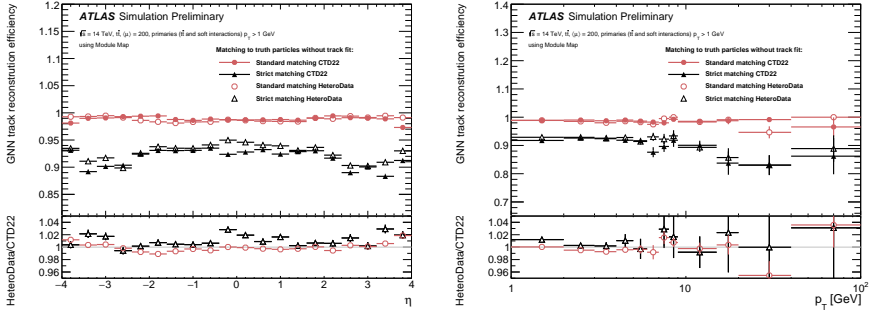 ATLAS Simulation Preliminary
√s = 14 TeV, tt̄, ⟨μ⟩ = 200, primaries (tt̄ and soft interactions) pT > 1 GeV
using Module Map
Matching to truth particles without track fit:
Standard matching CTD22
Strict matching CTD22
Standard matching HeteroData
Strict matching HeteroData
GNN track reconstrution efficiency
1.2
1.15
1.1
1.05
1
0.95
0.9
0.85
HeteroData/CTD22
1.04
1.02
1
0.98
0.96
−4 −3 −2 −1 0 1 2 3 4
η
ATLAS Simulation Preliminary
√s = 14 TeV, tt̄, ⟨μ⟩ = 200, primaries (tt̄ and soft interactions) pT > 1 GeV
using Module Map
Matching to truth particles without track fit:
Standard matching CTD22
Strict matching CTD22
Standard matching HeteroData
Strict matching HeteroData
GNN track reconstrution efficiency
1.4
1.3
1.2
1.1
1
0.9
0.8
0.7
HeteroData/CTD22
1.04
1.02
1
0.98
0.96
1 10 10²
pT [GeV]